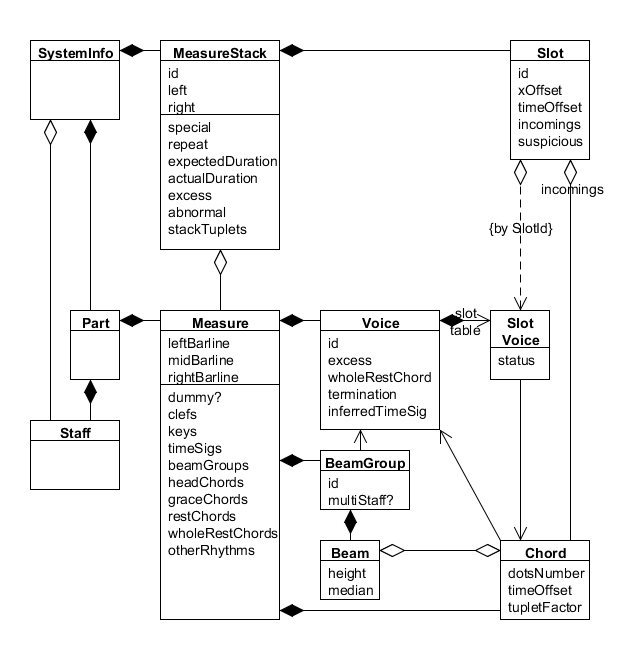 SystemInfo
MeasureStack
id
left
right
special
repeat
expectedDuration
actualDuration
excess
abnormal
stackTuplets
Slot
id
xOffset
timeOffset
incomings
suspicious
incomings
{by SlotId}
Part
Measure
leftBarline
midBarline
rightBarline
dummy?
clefs
keys
timeSigs
beamGroups
headChords
graceChords
restChords
wholeRestChords
otherRhythms
Voice
id
excess
wholeRestChord
termination
inferredTimeSig
slot
table
Slot
Voice
status
Staff
BeamGroup
id
multiStaff?
Beam
height
median
Chord
dotsNumber
timeOffset
tupletFactor